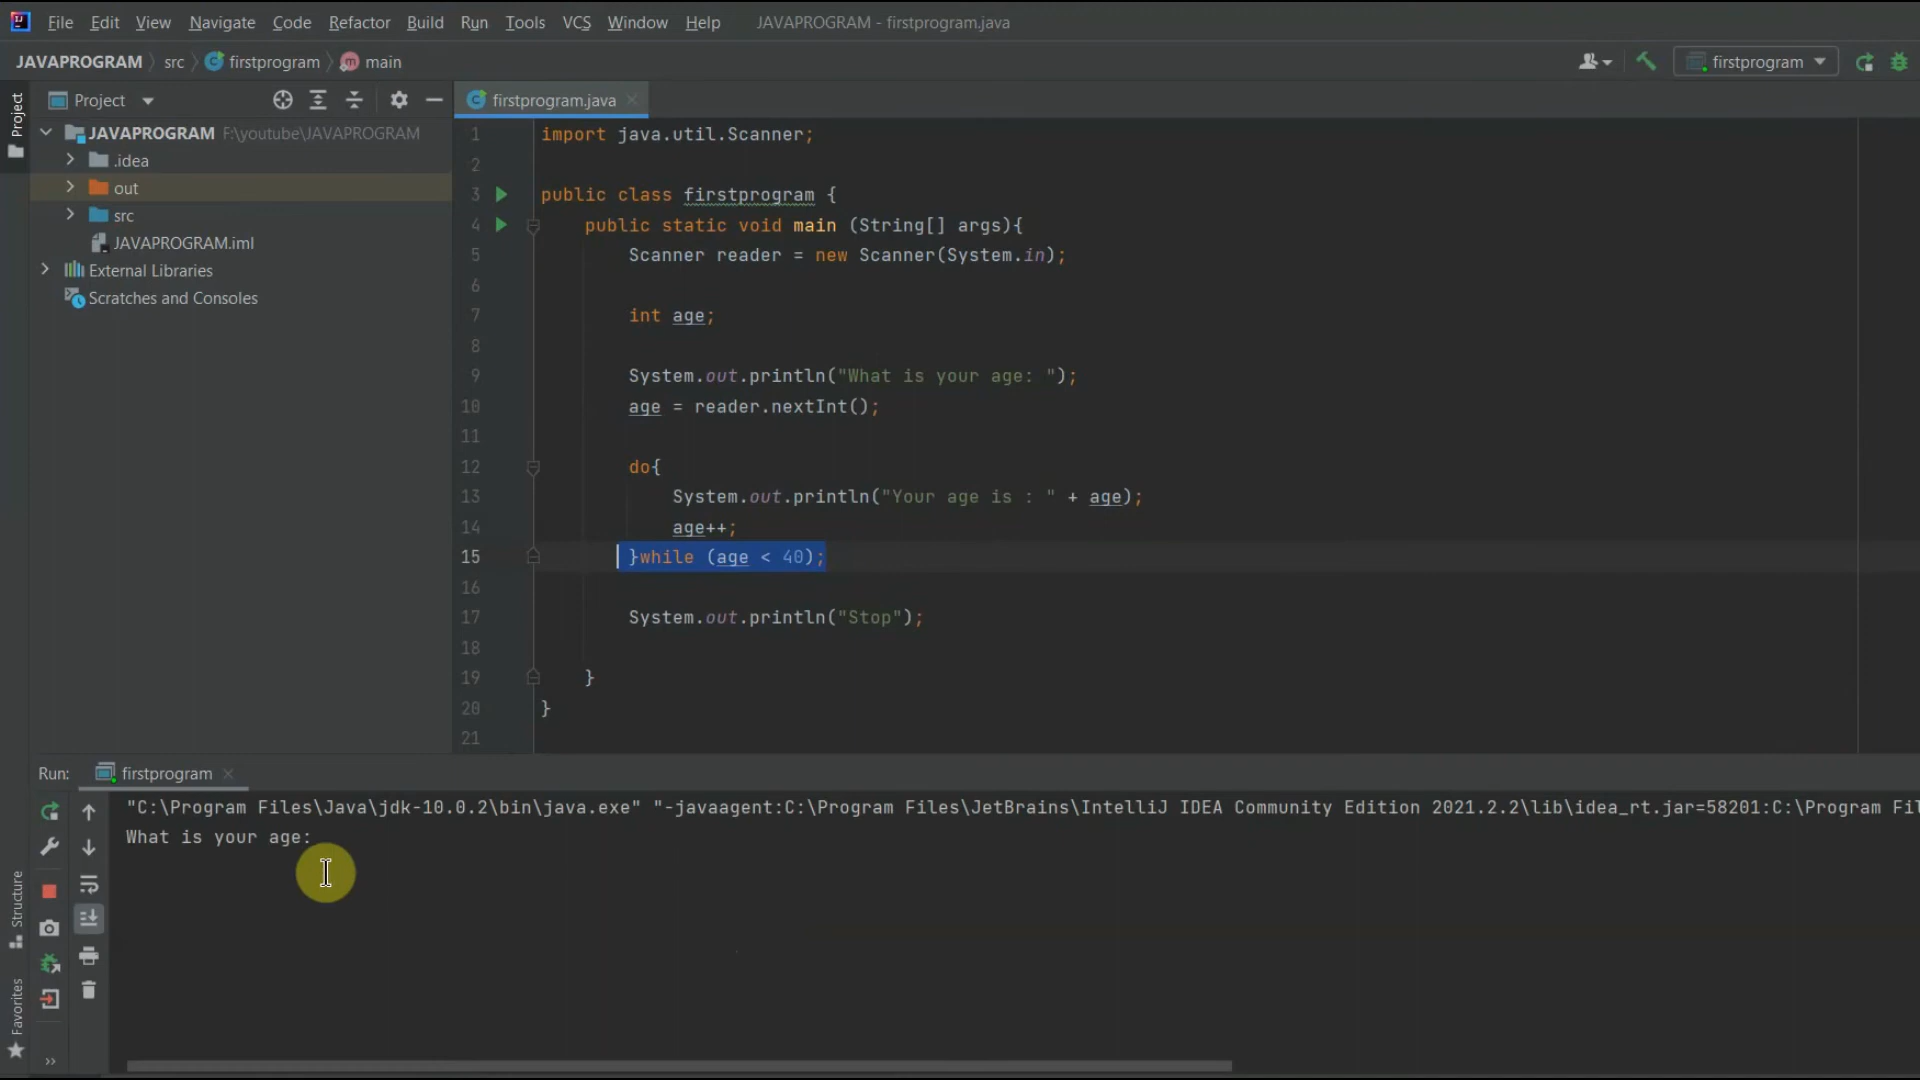 File Edit View Navigate Code Refactor Build Run Tools VCS Window Help JAVAPROGRAM - firstprogram.java
JAVAPROGRAM src firstprogram main firstprogram
Project
Project
firstprogram.java
JAVAPROGRAM F:\youtube\JAVAPROGRAM
.idea
out
src
JAVAPROGRAM.iml
External Libraries
Scratches and Consoles
1 import java.util.Scanner;
2
3 public class firstprogram {
4 public static void main (String[] args){
5 Scanner reader = new Scanner(System.in);
6
7 int age;
8
9 System.out.println("What is your age: ");
10 age = reader.nextInt();
11
12 do{
13 System.out.println("Your age is : " + age);
14 age++;
15 }while (age < 40);
16
17 System.out.println("Stop");
18
19 }
20 }
21
Run: firstprogram
"C:\Program Files\Java\jdk-10.0.2\bin\java.exe" "-javaagent:C:\Program Files\JetBrains\IntelliJ IDEA Community Edition 2021.2.2\lib\idea_rt.jar=58201:C:\Program Fil
What is your age:
Structure
Favorites